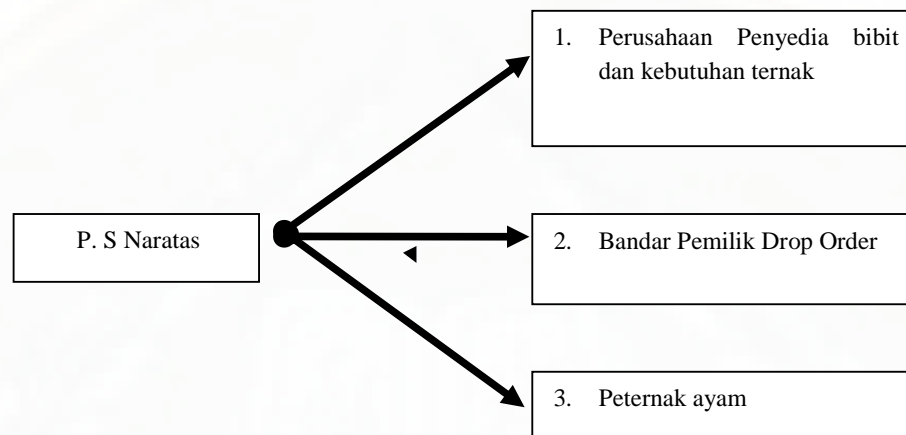 1. Perusahaan Penyedia bibit
dan kebutuhan ternak
P. S Naratas
2. Bandar Pemilik Drop Order
3. Peternak ayam